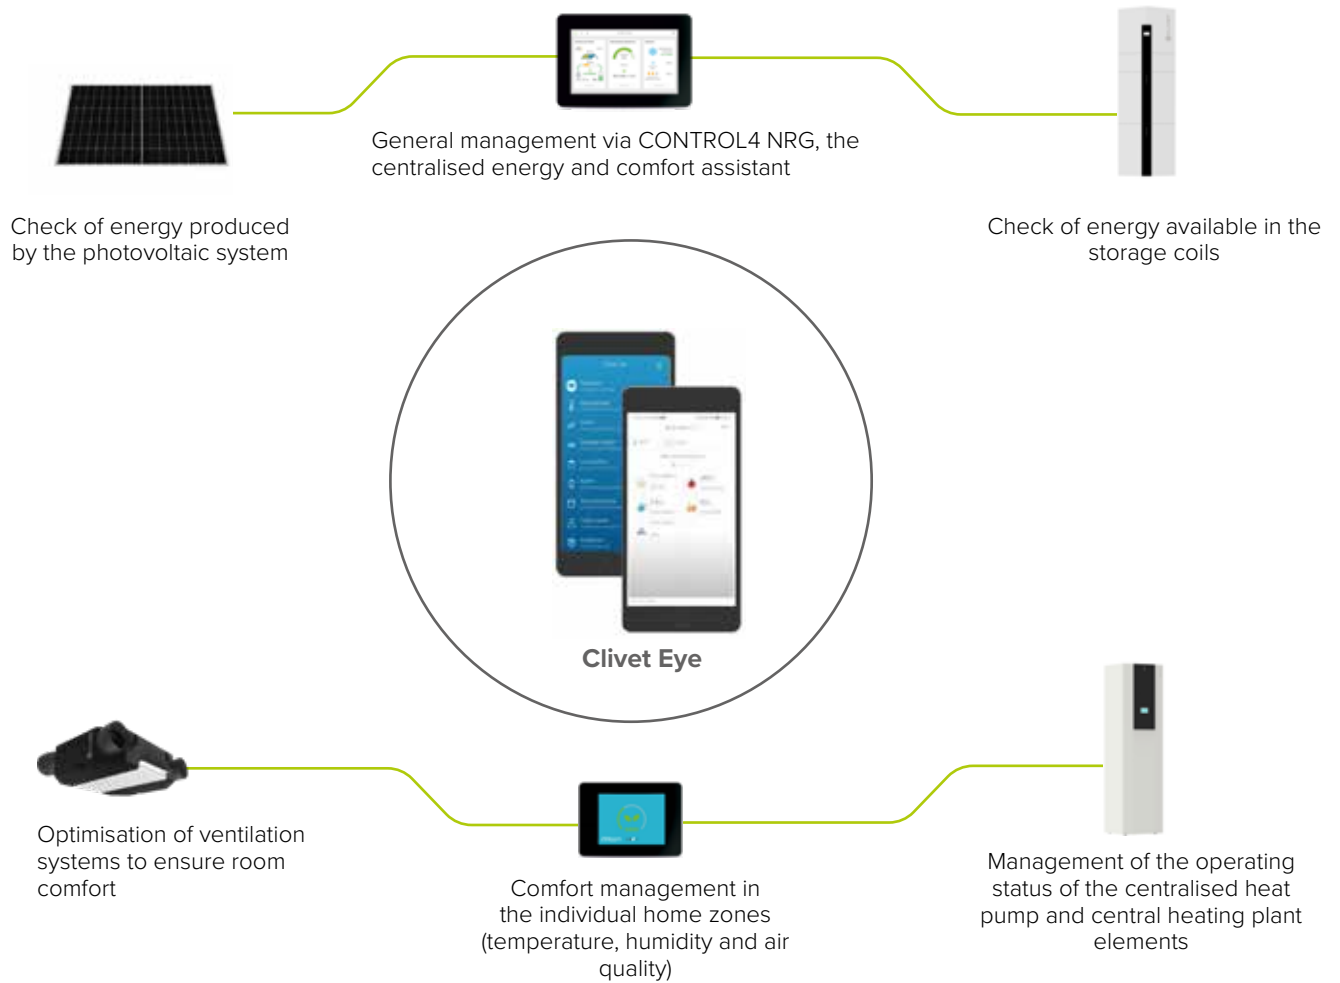 General management via CONTROL4 NRG, the
centralised energy and comfort assistant
Check of energy produced
by the photovoltaic system
Check of energy available in the
storage coils
Clivet Eye
Optimisation of ventilation
systems to ensure room
comfort
Comfort management in
the individual home zones
(temperature, humidity and air
quality)
Management of the operating
status of the centralised heat
pump and central heating plant
elements